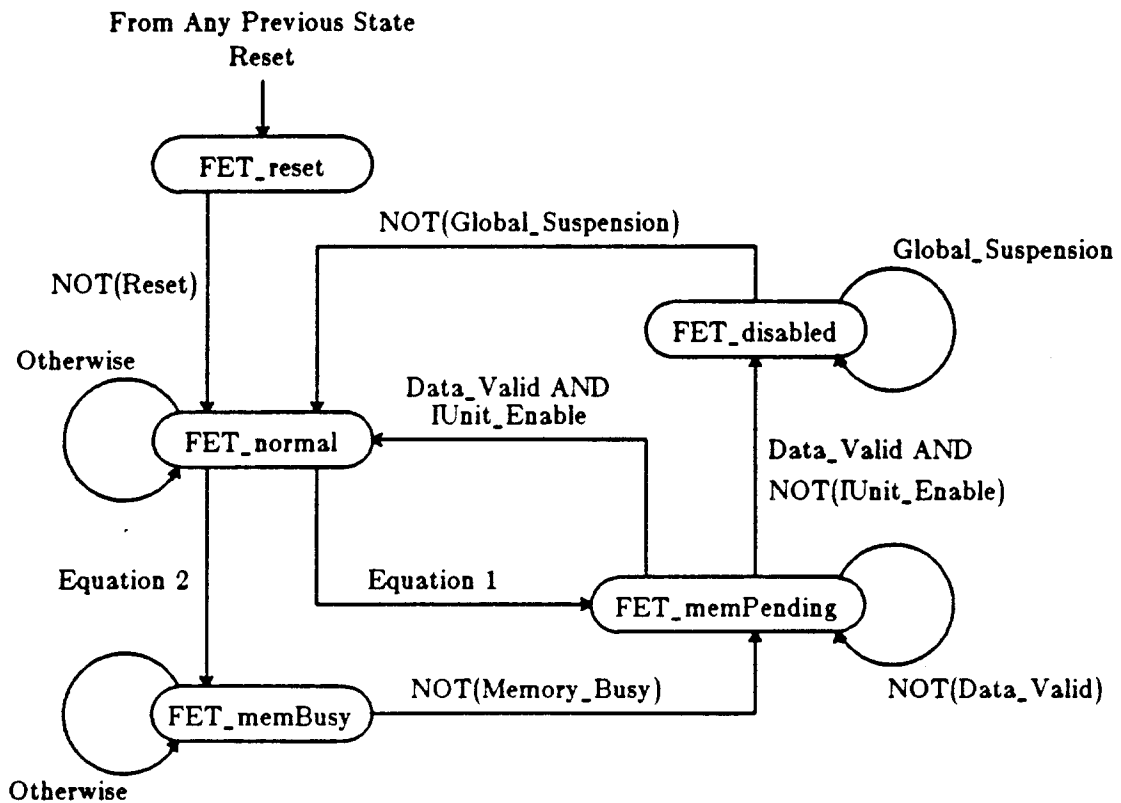 From Any Previous State
Reset
FET_reset
NOT(Global_Suspension)
Global_Suspension
NOT(Reset)
FET_disabled
Otherwise
Data_Valid AND
IUnit_Enable
FET_normal
Data_Valid AND
NOT(IUnit_Enable)
Equation 2
Equation 1
FET_memPending
NOT(Memory_Busy)
NOT(Data_Valid)
FET_memBusy
Otherwise